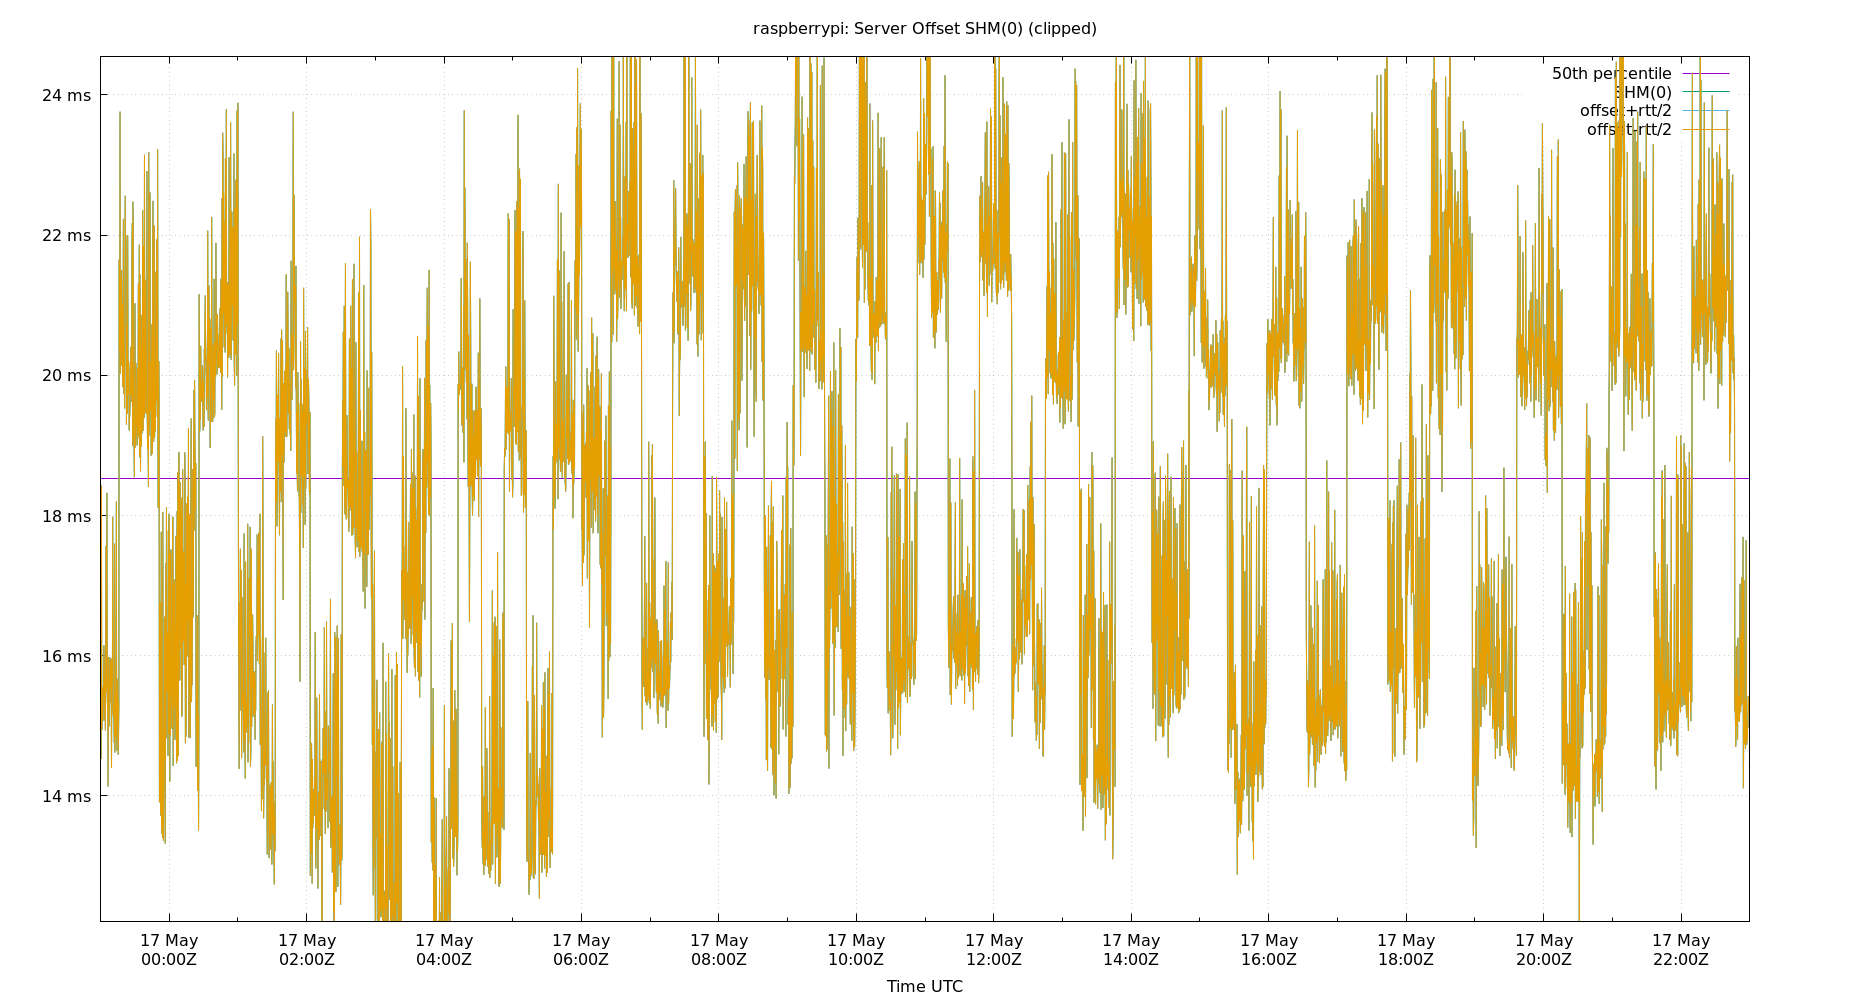 raspberrypi: Server Offset SHM(0) (clipped)
50th percentile
SHM(0)
offset+rtt/2
offset-rtt/2
24 ms
22 ms
20 ms
18 ms
16 ms
14 ms
17 May 17 May 17 May 17 May 17 May 17 May 17 May 17 May 17 May 17 May 17 May 17 May
00:00Z 02:00Z 04:00Z 06:00Z 08:00Z 10:00Z 12:00Z 14:00Z 16:00Z 18:00Z 20:00Z 22:00Z
Time UTC